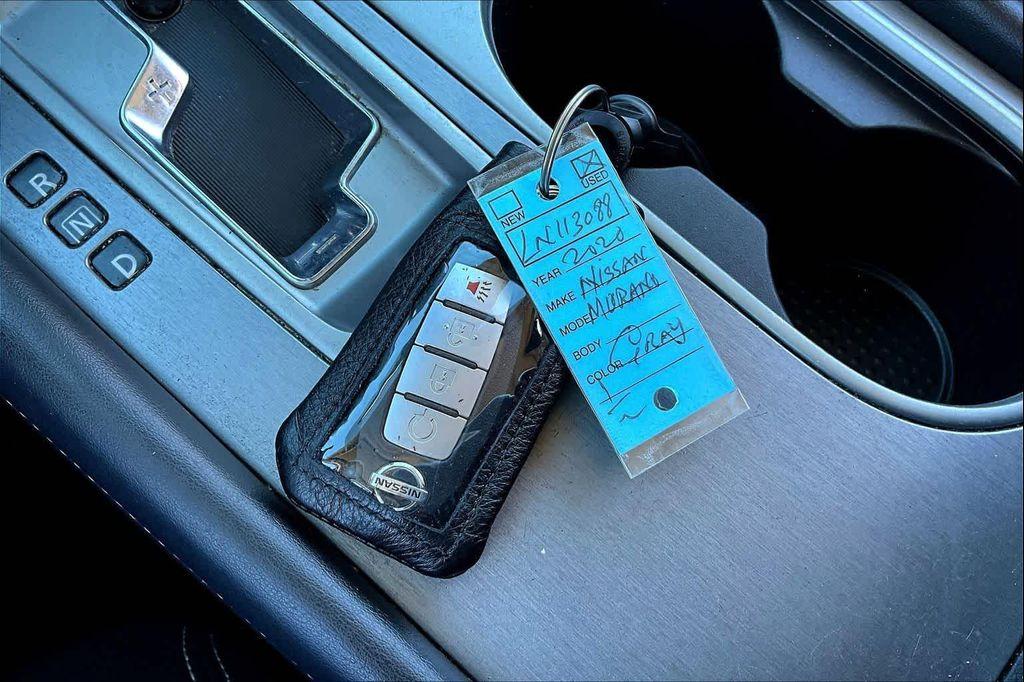 R
N
D
+
NEW
USED
LN113088
YEAR 2020
MAKE NISSAN
MODEL MURANO
BODY
COLOR GRAY
NISSAN